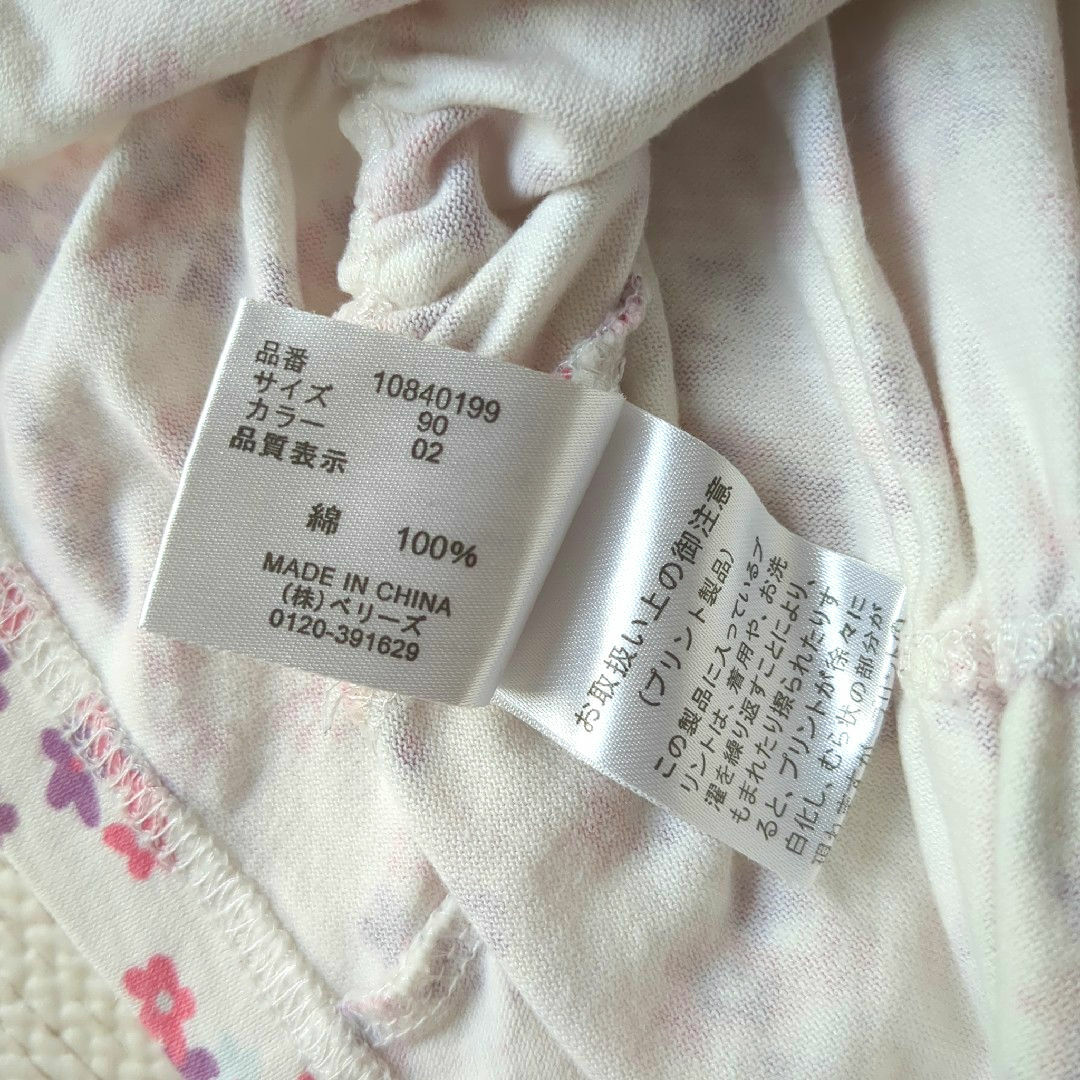 品番 10840199
サイズ 90
カラー 02
品質表示
綿 100%
MADE IN CHINA
(株)ベリーズ
0120-391629
お取扱い上の御注意
(プリント製品)
この製品に入っているプ
リントは、着用や、お洗
濯を繰り返すことにより、
もまれたり擦られたりす
ると、プリントが徐々に
白化し、むら状の部分が